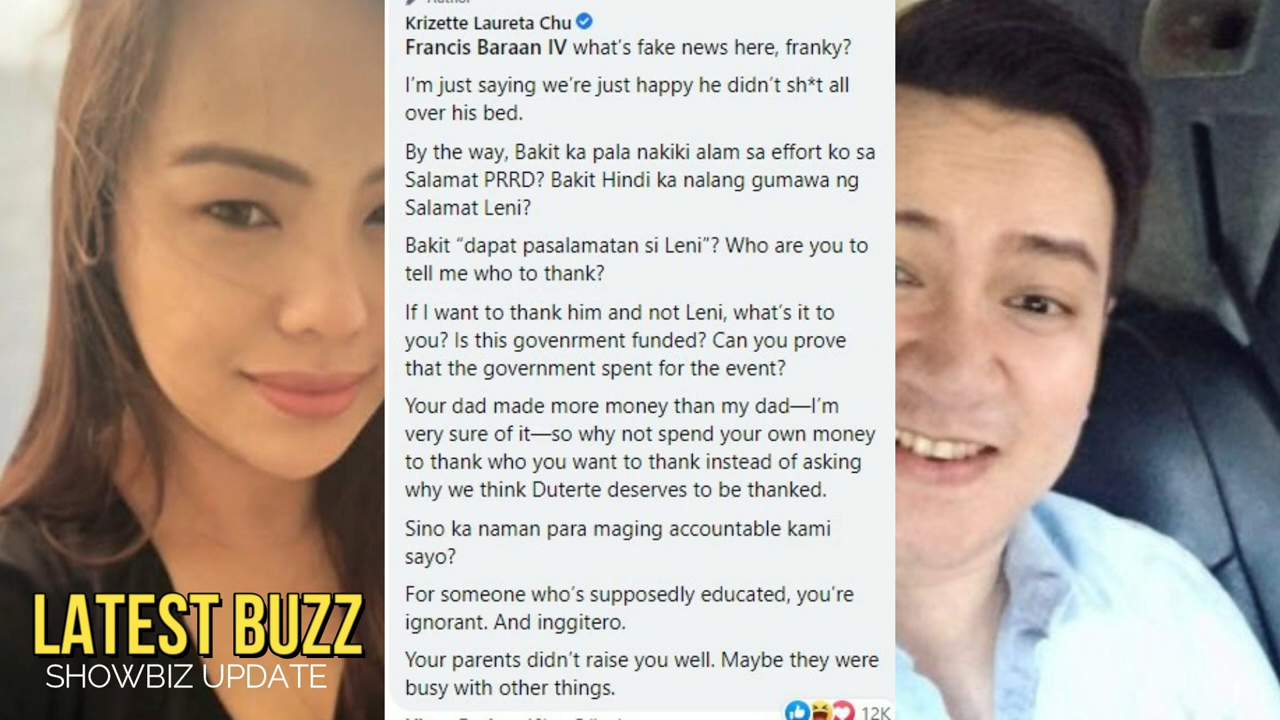 Author
Krizette Laureta Chu
Francis Baraan IV what's fake news here, franky?
I'm just saying we're just happy he didn't sh*t all
over his bed.
By the way, Bakit ka pala nakiki alam sa effort ko sa
Salamat PRRD? Bakit Hindi ka nalang gumawa ng
Salamat Leni?
Bakit "dapat pasalamatan si Leni"? Who are you to
tell me who to thank?
If I want to thank him and not Leni, what's it to
you? Is this govenrment funded? Can you prove
that the government spent for the event?
Your dad made more money than my dad—I'm
very sure of it—so why not spend your own money
to thank who you want to thank instead of asking
why we think Duterte deserves to be thanked.
Sino ka naman para maging accountable kami
sayo?
For someone who's supposedly educated, you're
ignorant. And inggitero.
Your parents didn't raise you well. Maybe they were
busy with other things.
12K
LATEST BUZZ
SHOWBIZ UPDATE